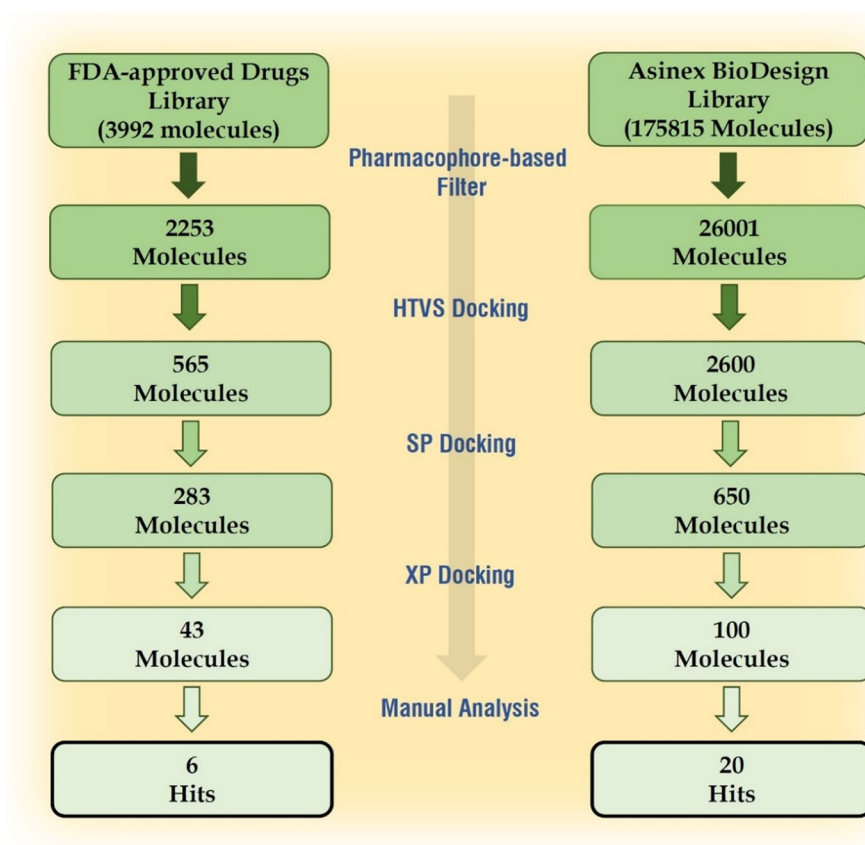 FDA-approved Drugs
Library
(3992 molecules)
Asinex BioDesign
Library
(175815 Molecules)
Pharmacophore-based
Filter
2253
Molecules
26001
Molecules
HTVS Docking
565
Molecules
2600
Molecules
SP Docking
283
Molecules
650
Molecules
XP Docking
43
Molecules
100
Molecules
Manual Analysis
6
Hits
20
Hits